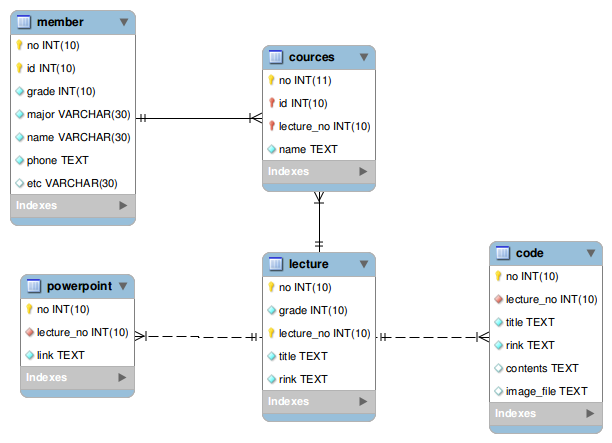 member
no INT(10)
id INT(10)
grade INT(10)
major VARCHAR(30)
name VARCHAR(30)
phone TEXT
etc VARCHAR(30)
Indexes
cources
no INT(11)
id INT(10)
lecture_no INT(10)
name TEXT
Indexes
powerpoint
no INT(10)
lecture_no INT(10)
link TEXT
Indexes
lecture
no INT(10)
grade INT(10)
lecture_no INT(10)
title TEXT
rink TEXT
Indexes
code
no INT(10)
lecture_no INT(10)
title TEXT
rink TEXT
contents TEXT
image_file TEXT
Indexes